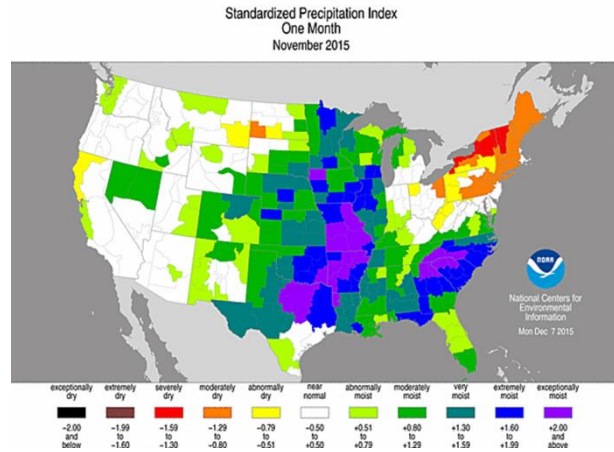 Standardized Precipitation Index
One Month
November 2015
NOAA
National Centers for
Environmental
Information
Mon Dec 7 2015
exceptionally dry
extremely dry
severely dry
moderately dry
abnormally dry
near normal
abnormally moist
moderately moist
very moist
extremely moist
exceptionally moist
−2.00 and below
−1.99 to −1.60
−1.59 to −1.30
−1.29 to −0.80
−0.79 to −0.51
−0.50 to +0.50
+0.51 to +0.79
+0.80 to +1.29
+1.30 to +1.59
+1.60 to +1.99
+2.00 and above